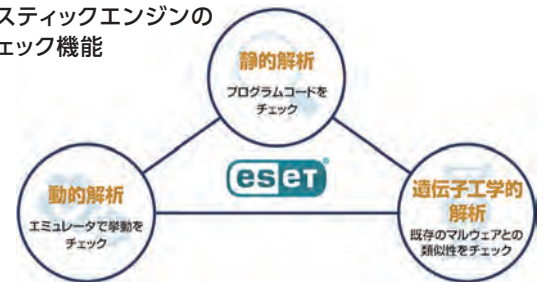 スティックエンジンの
ェック機能
静的解析
プログラムコードを
チェック
eset
動的解析
エミュレータで挙動を
チェック
遺伝子工学的
解析
既存のマルウェアとの
類似性をチェック